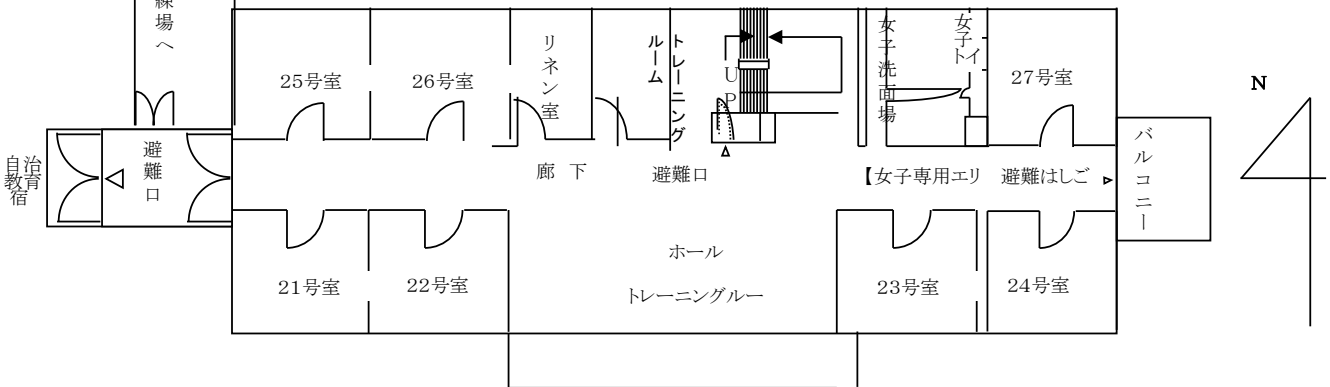 練場へ
25号室
26号室
リネン室
トレーニング
ルーム
UP
女子洗面場
女子
トイ
27号室
N
自治
教育
宿
避難口
廊 下
避難口
【女子専用エリ
避難はしご
バルコニー
21号室
22号室
ホール
トレーニングルー
23号室
24号室